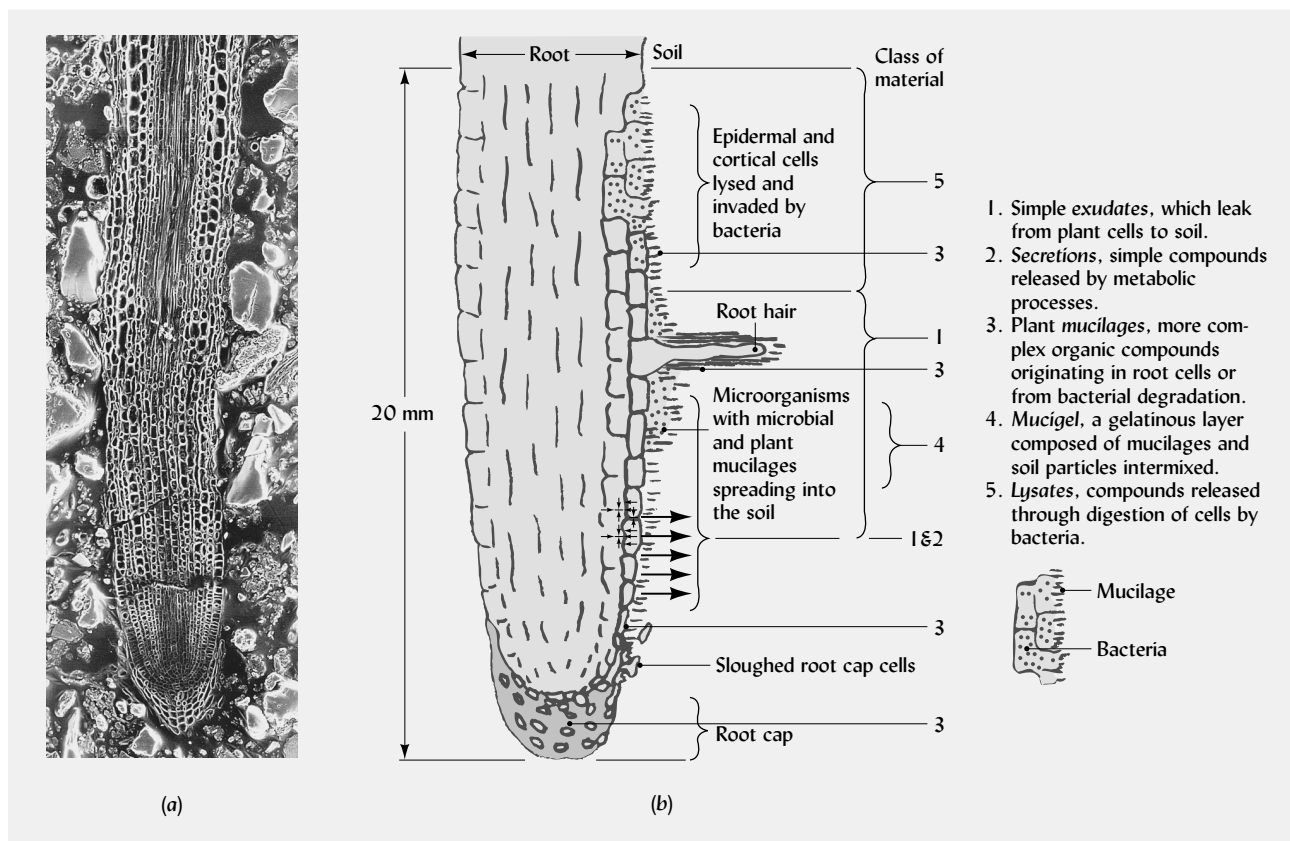 Root
Soil
Class of
material
Epidermal and
cortical cells
lysed and
invaded by
bacteria
5
3
Root hair
1
3
20 mm
Microorganisms
with microbial
and plant
mucilages
spreading into
the soil
4
1&2
3
Sloughed root cap cells
3
Root cap
1. Simple exudates, which leak
from plant cells to soil.
2. Secretions, simple compounds
released by metabolic
processes.
3. Plant mucilages, more com-
plex organic compounds
originating in root cells or
from bacterial degradation.
4. Mucigel, a gelatinous layer
composed of mucilages and
soil particles intermixed.
5. Lysates, compounds released
through digestion of cells by
bacteria.
Mucilage
Bacteria
(a)
(b)